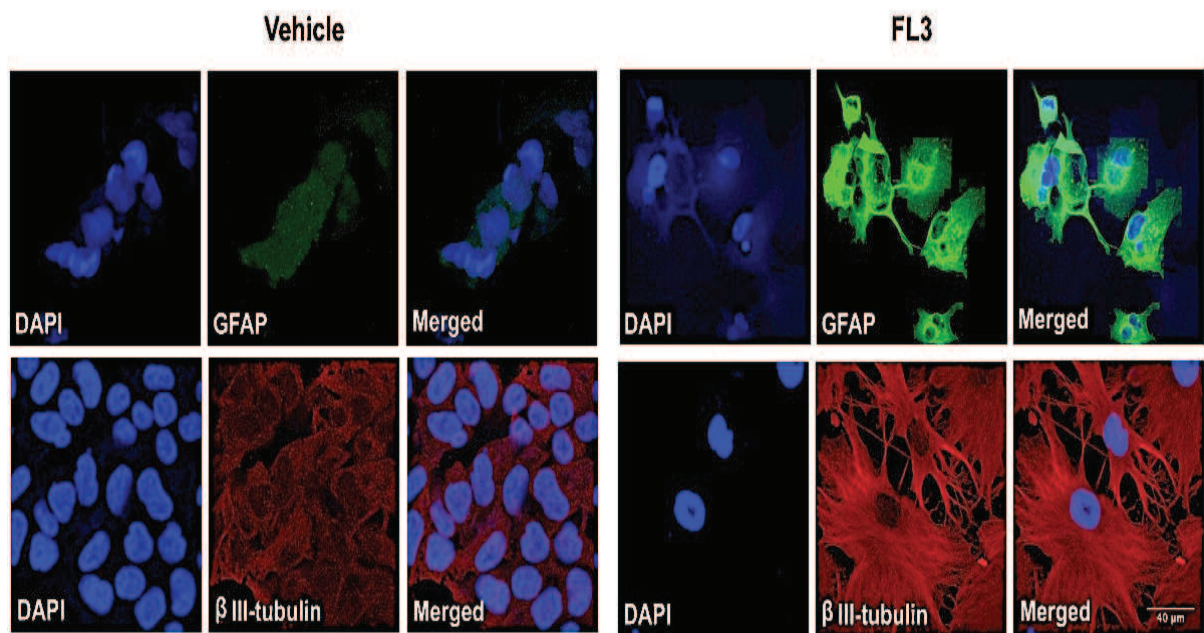 Vehicle
FL3
DAPI
GFAP
Merged
DAPI
GFAP
Merged
DAPI
β III-tubulin
Merged
DAPI
β III-tubulin
Merged
40 µm